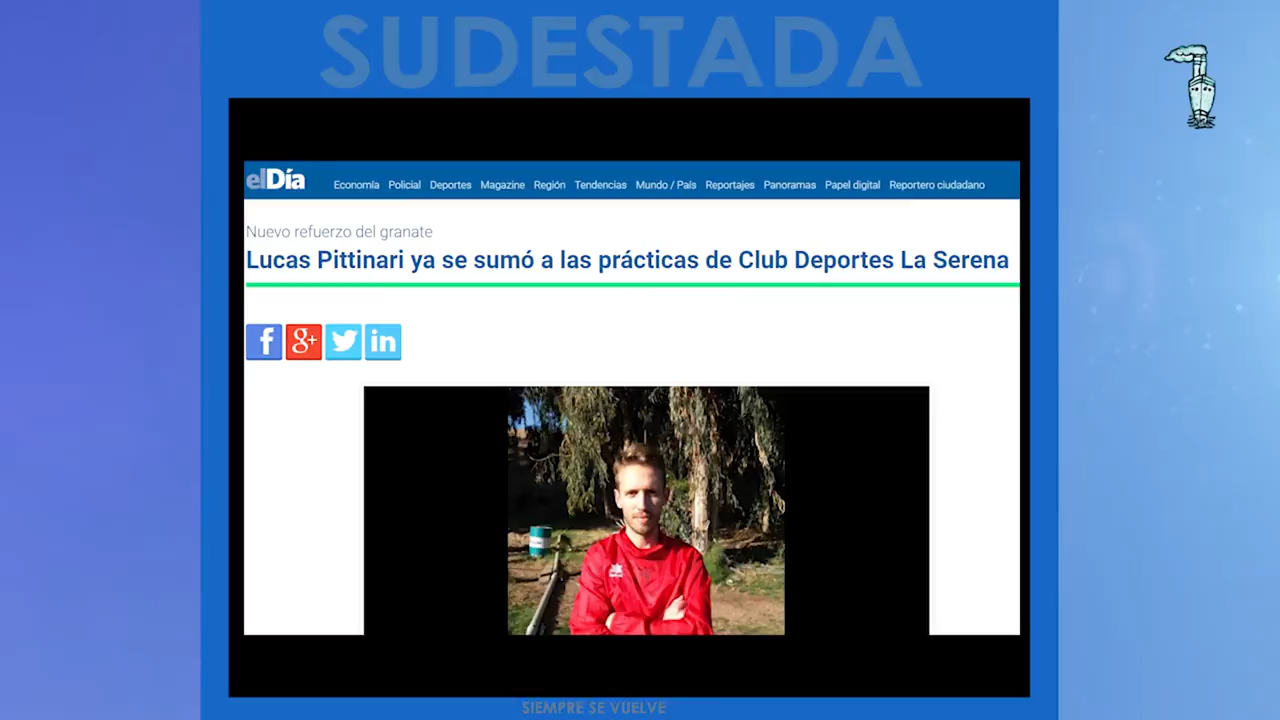 SUDESTADA
elDía
Economía Policial Deportes Magazine Región Tendencias Mundo / País Reportajes Panoramas Papel digital Reportero ciudadano
Nuevo refuerzo del granate
Lucas Pittinari ya se sumó a las prácticas de Club Deportes La Serena
f g+ in
SIEMPRE SE VUELVE